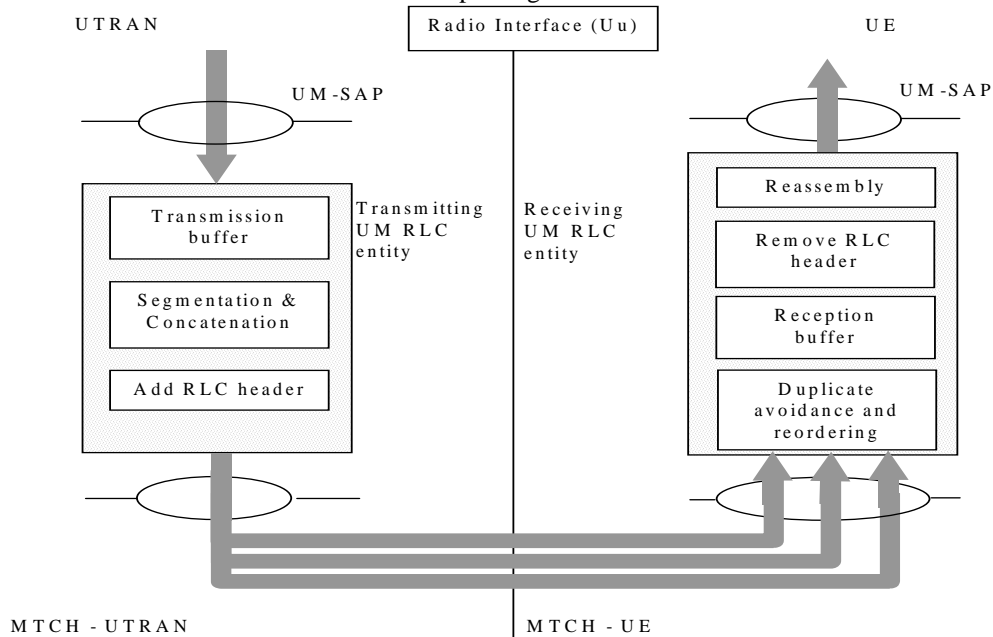 UTRAN
Radio Interface (Uu)
UE
UM-SAP
UM-SAP
Transmission
buffer
Segmentation &
Concatenation
Add RLC header
Transmitting
UM RLC
entity
Receiving
UM RLC
entity
Reassembly
Remove RLC
header
Reception
buffer
Duplicate
avoidance and
reordering
MTCH - UTRAN
MTCH - UE